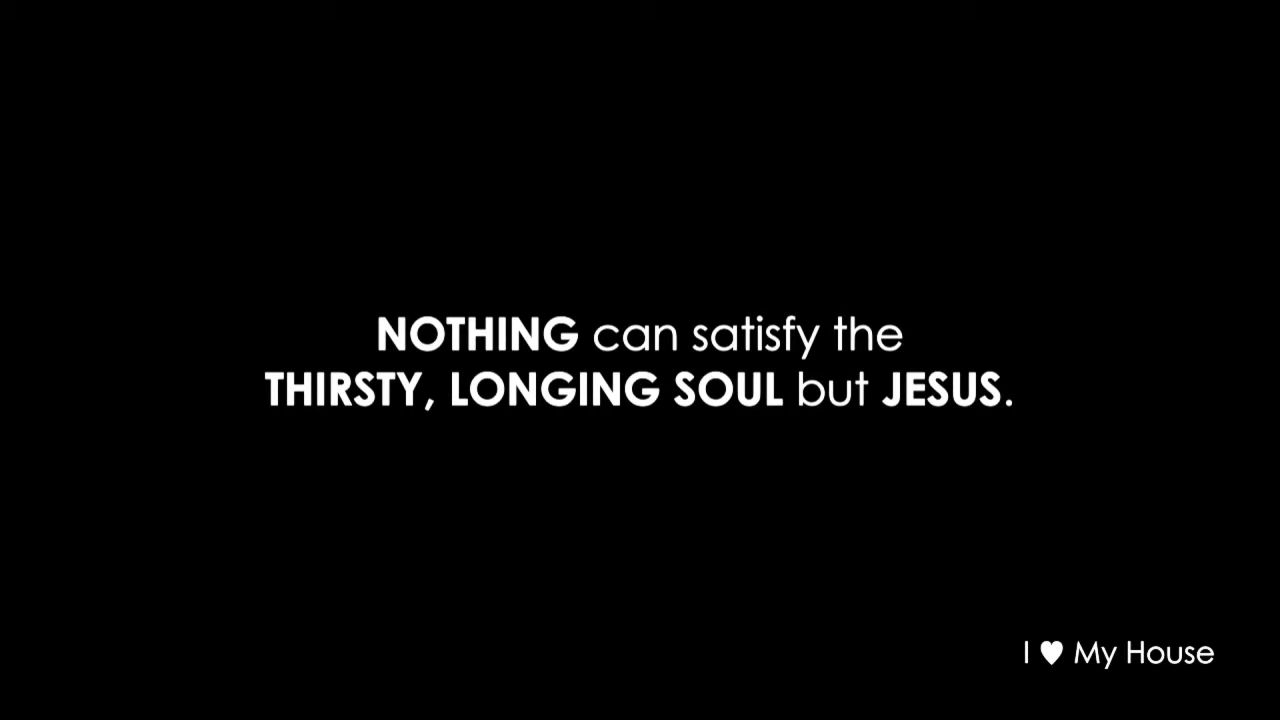 NOTHING can satisfy the
THIRSTY, LONGING SOUL but JESUS.
I ♥ My House